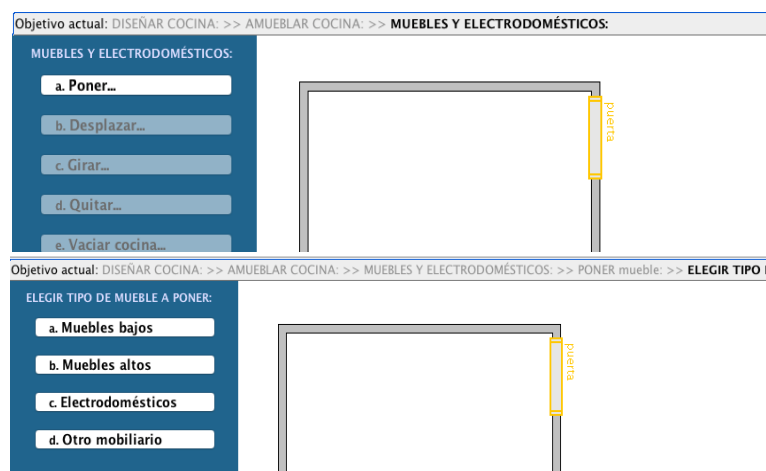 Objetivo actual: DISEÑAR COCINA: >> AMUEBLAR COCINA: >> MUEBLES Y ELECTRODOMÉSTICOS:
MUEBLES Y ELECTRODOMÉSTICOS:
a. Poner...
b. Desplazar...
c. Girar...
d. Quitar...
e. Vaciar cocina...
puerta
Objetivo actual: DISEÑAR COCINA: >> AMUEBLAR COCINA: >> MUEBLES Y ELECTRODOMÉSTICOS: >> PONER mueble: >> ELEGIR TIPO
ELEGIR TIPO DE MUEBLE A PONER:
a. Muebles bajos
b. Muebles altos
c. Electrodomésticos
d. Otro mobiliario
puerta